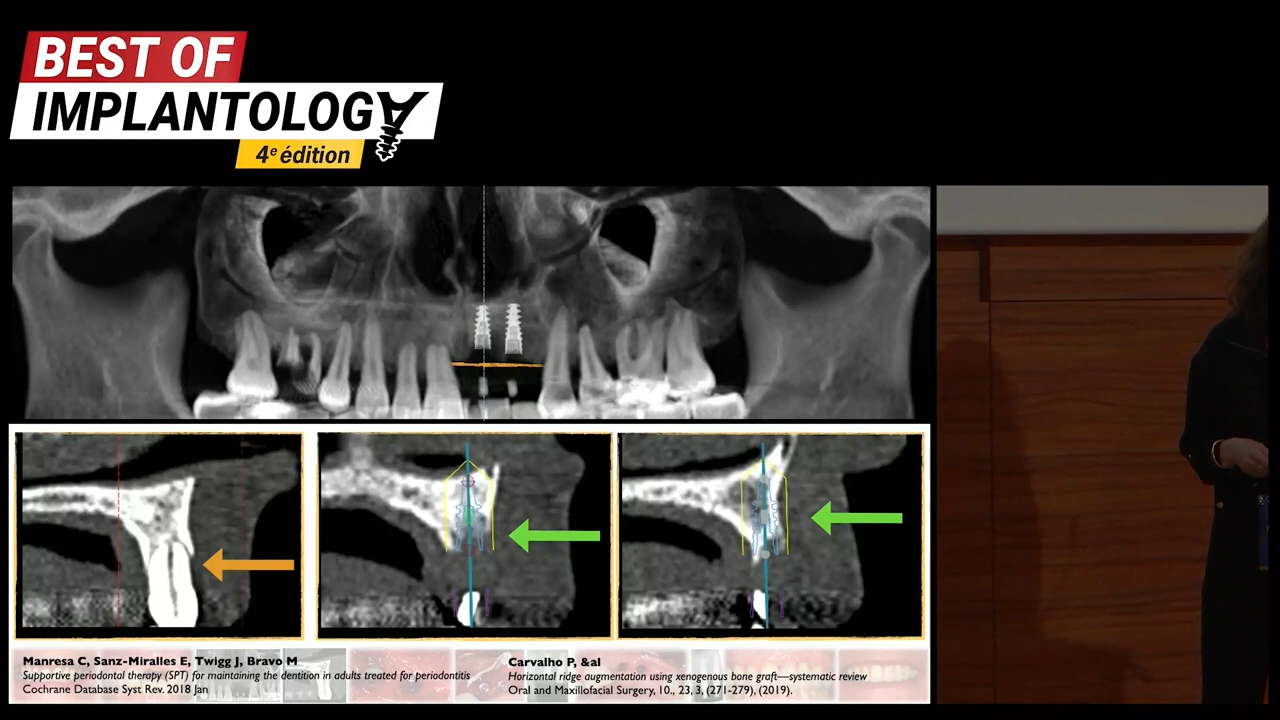 BEST OF
IMPLANTOLOGY
4e édition
Manresa C, Sanz-Miralles E, Twigg J, Bravo M
Supportive periodontal therapy (SPT) for maintaining the dentition in adults treated for periodontitis
Cochrane Database Syst Rev. 2018 Jan
Carvalho P, &al
Horizontal ridge augmentation using xenogenous bone graft—systematic review
Oral and Maxillofacial Surgery, 10., 23, 3, (271-279), (2019).